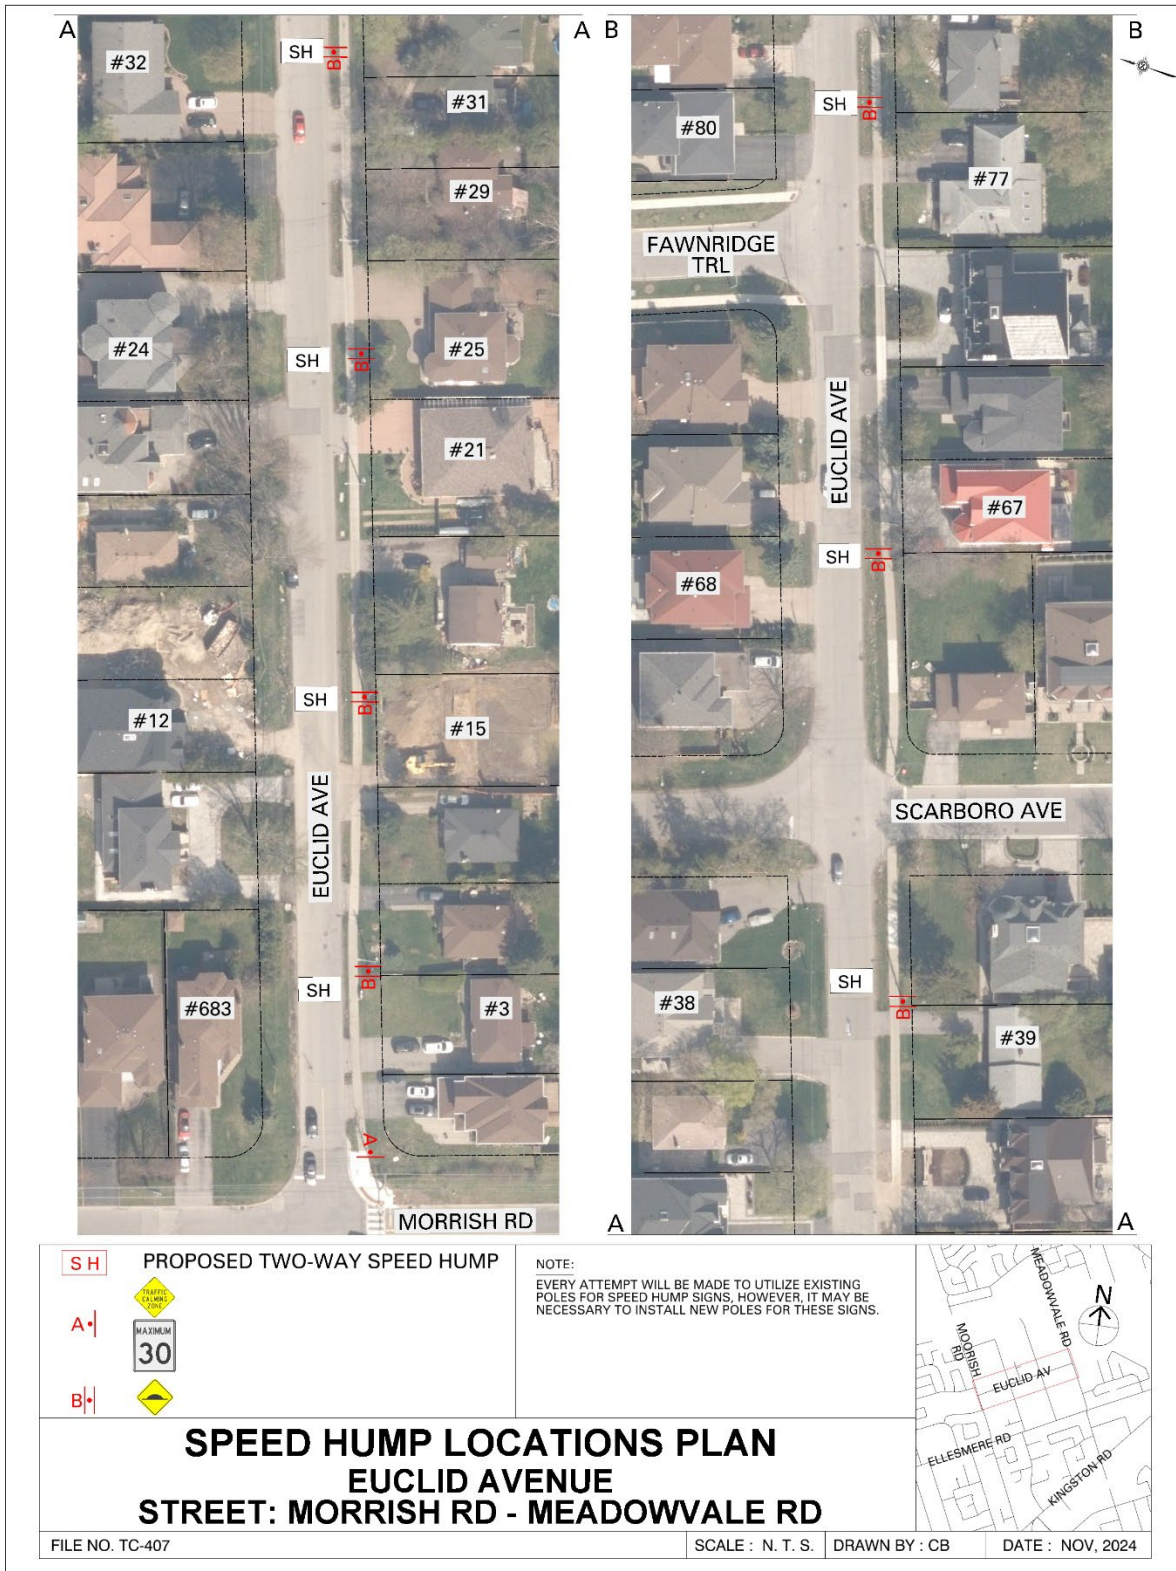 A
A
SH
B
#32
#31
#29
#24
SH
B
#25
#21
#12
SH
B
#15
EUCLID AVE
#683
SH
B
#3
A
MORRISH RD
B
B
SH
B
#80
#77
FAWNRIDGE
TRL
EUCLID AVE
#67
SH
B
#68
SCARBORO AVE
SH
B
#38
#39
A
A
SH PROPOSED TWO-WAY SPEED HUMP
TRAFFIC
CALMING
ZONE
A
MAXIMUM
30
B
NOTE:
EVERY ATTEMPT WILL BE MADE TO UTILIZE EXISTING
POLES FOR SPEED HUMP SIGNS, HOWEVER, IT MAY BE
NECESSARY TO INSTALL NEW POLES FOR THESE SIGNS.
MEADOWVALE RD
N
MOORISH
RD
EUCLID AV
ELLESMERE RD
KINGSTON RD
SPEED HUMP LOCATIONS PLAN
EUCLID AVENUE
STREET: MORRISH RD - MEADOWVALE RD
FILE NO. TC-407
SCALE : N. T. S.
DRAWN BY : CB
DATE : NOV, 2024